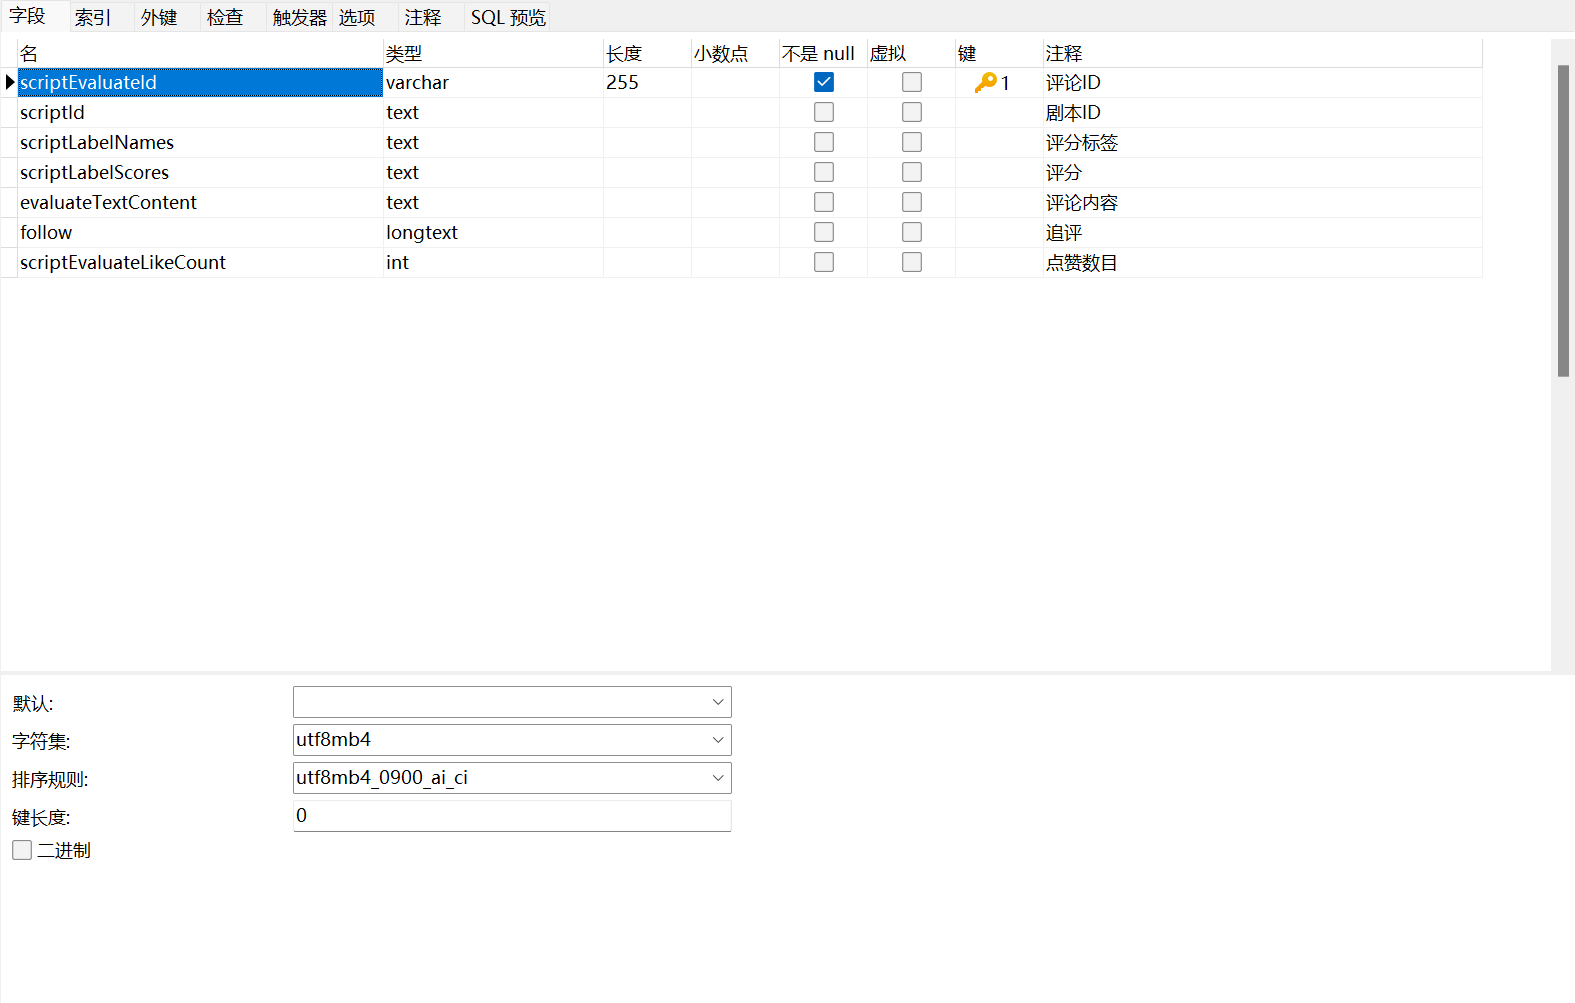 字段 索引 外键 检查 触发器 选项 注释 SQL 预览
名 类型 长度 小数点 不是 null 虚拟 键 注释
scriptEvaluateId varchar 255 1 评论ID
scriptId text 剧本ID
scriptLabelNames text 评分标签
scriptLabelScores text 评分
evaluateTextContent text 评论内容
follow longtext 追评
scriptEvaluateLikeCount int 点赞数目
默认:
字符集: utf8mb4
排序规则: utf8mb4_0900_ai_ci
键长度: 0
二进制